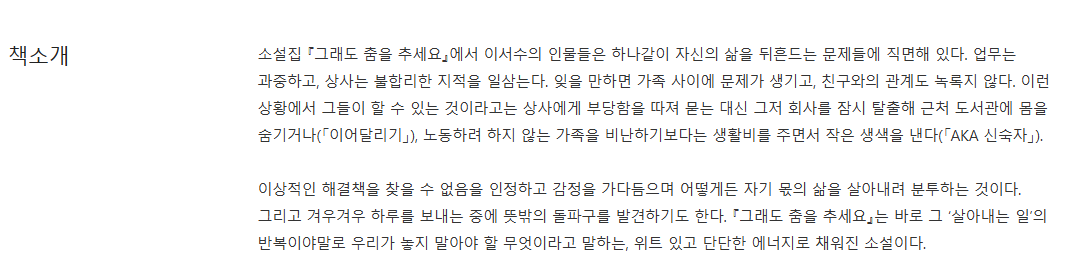 책소개
소설집 『그래도 춤을 추세요』에서 이서수의 인물들은 하나같이 자신의 삶을 뒤흔드는 문제들에 직면해 있다. 업무는
과중하고, 상사는 불합리한 지적을 일삼는다. 잊을 만하면 가족 사이에 문제가 생기고, 친구와의 관계도 녹록지 않다. 이런
상황에서 그들이 할 수 있는 것이라고는 상사에게 부당함을 따져 묻는 대신 그저 회사를 잠시 탈출해 근처 도서관에 몸을
숨기거나(「이어달리기」), 노동하려 하지 않는 가족을 비난하기보다는 생활비를 주면서 작은 생색을 낸다(「AKA 신숙자」).
이상적인 해결책을 찾을 수 없음을 인정하고 감정을 가다듬으며 어떻게든 자기 몫의 삶을 살아내려 분투하는 것이다.
그리고 겨우겨우 하루를 보내는 중에 뜻밖의 돌파구를 발견하기도 한다. 『그래도 춤을 추세요』는 바로 그 ‘살아내는 일’의
반복이야말로 우리가 놓지 말아야 할 무엇이라고 말하는, 위트 있고 단단한 에너지로 채워진 소설이다.